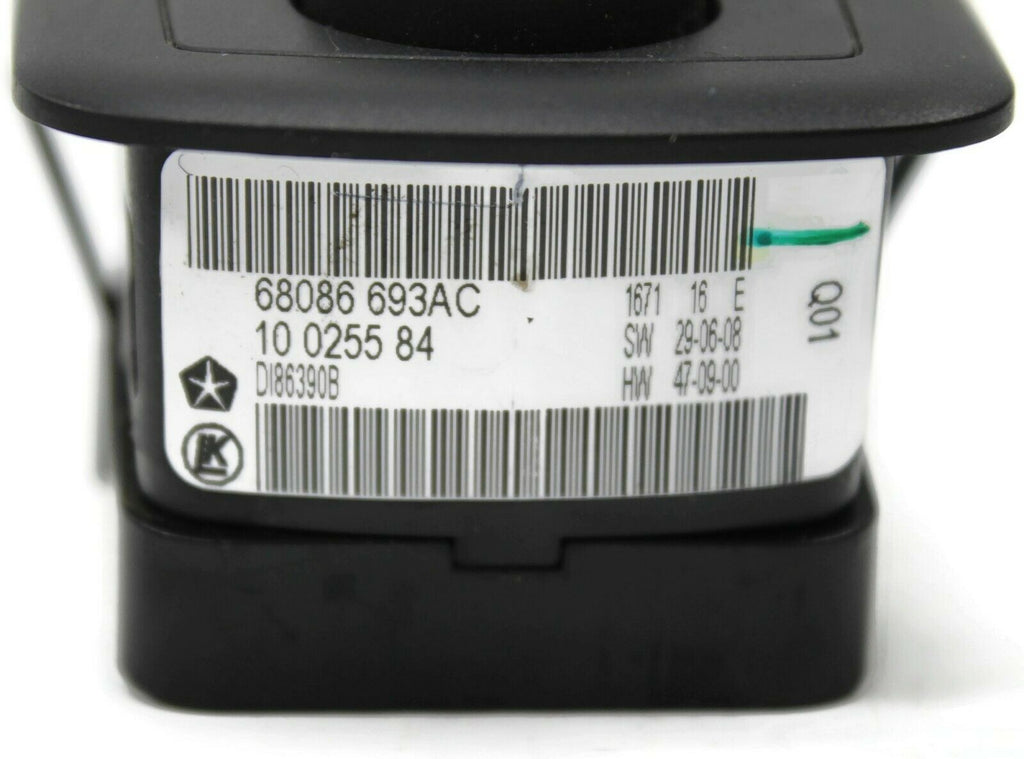 68086 693AC
10 0255 84
DI86390B
1671 16 E
SW 29-06-08
HW 47-09-00
Q01
K